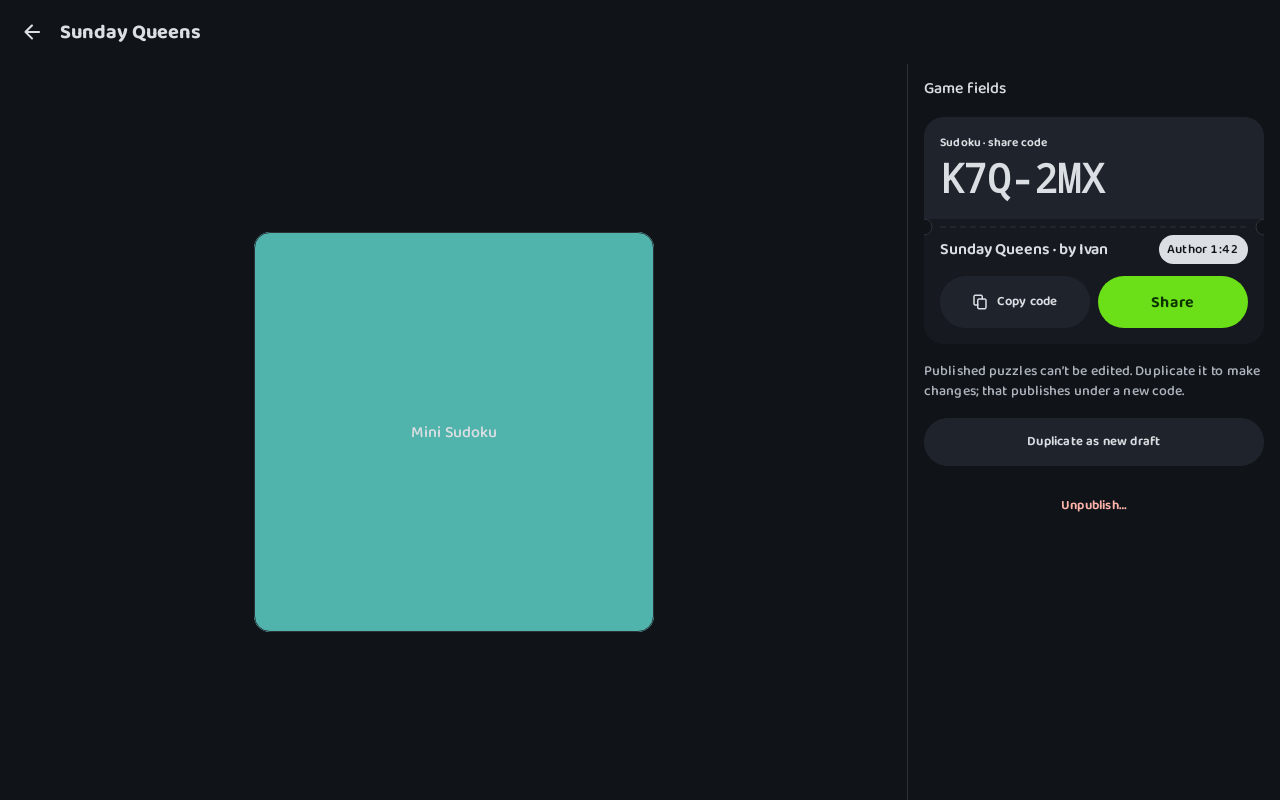 Sunday Queens
Game fields
Sudoku · share code
K7Q-2MX
Sunday Queens · by Ivan
Author 1:42
Copy code
Share
Mini Sudoku
Published puzzles can't be edited. Duplicate it to make
changes; that publishes under a new code.
Duplicate as new draft
Unpublish…